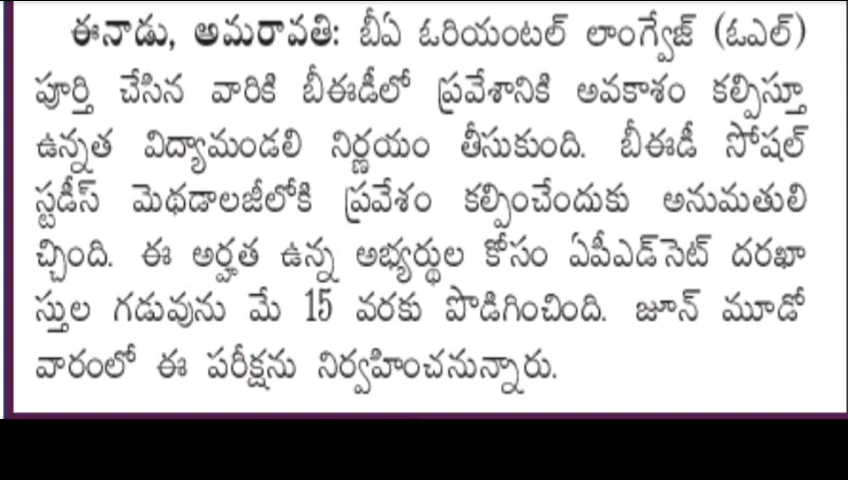 ఈనాడు, అమరావతి: బీఏ ఓరియంటల్ లాంగ్వేజ్ (ఓఎల్)
పూర్తి చేసిన వారికి బీఈడీలో ప్రవేశానికి అవకాశం కల్పిస్తూ
ఉన్నత విద్యామండలి నిర్ణయం తీసుకుంది. బీఈడీ సోషల్
స్టడీస్ మెథడాలజీలోకి ప్రవేశం కల్పించేందుకు అనుమతులి
చ్చింది. ఈ అర్హత ఉన్న అభ్యర్థుల కోసం ఏపీఎడ్‌సెట్ దరఖా
స్తుల గడువును మే 15 వరకు పొడిగించింది. జూన్ మూడో
వారంలో ఈ పరీక్షను నిర్వహించనున్నారు.